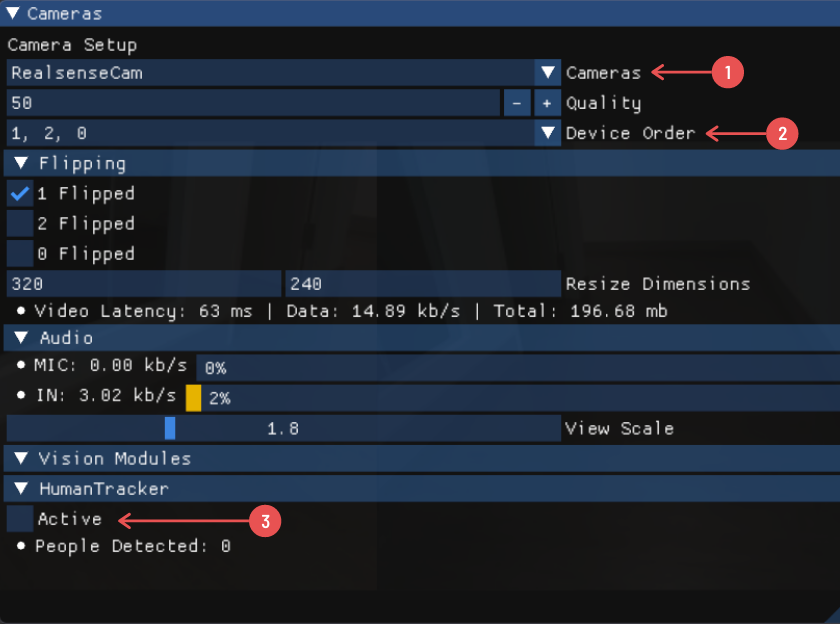 Cameras
Camera Setup
RealsenseCam Cameras 1
50 - + Quality
1, 2, 0 Device Order 2
Flipping
1 Flipped
2 Flipped
0 Flipped
320 240 Resize Dimensions
• Video Latency: 63 ms | Data: 14.89 kb/s | Total: 196.68 mb
Audio
• MIC: 0.00 kb/s 0%
• IN: 3.02 kb/s 2%
1.8 View Scale
Vision Modules
HumanTracker
Active 3
• People Detected: 0